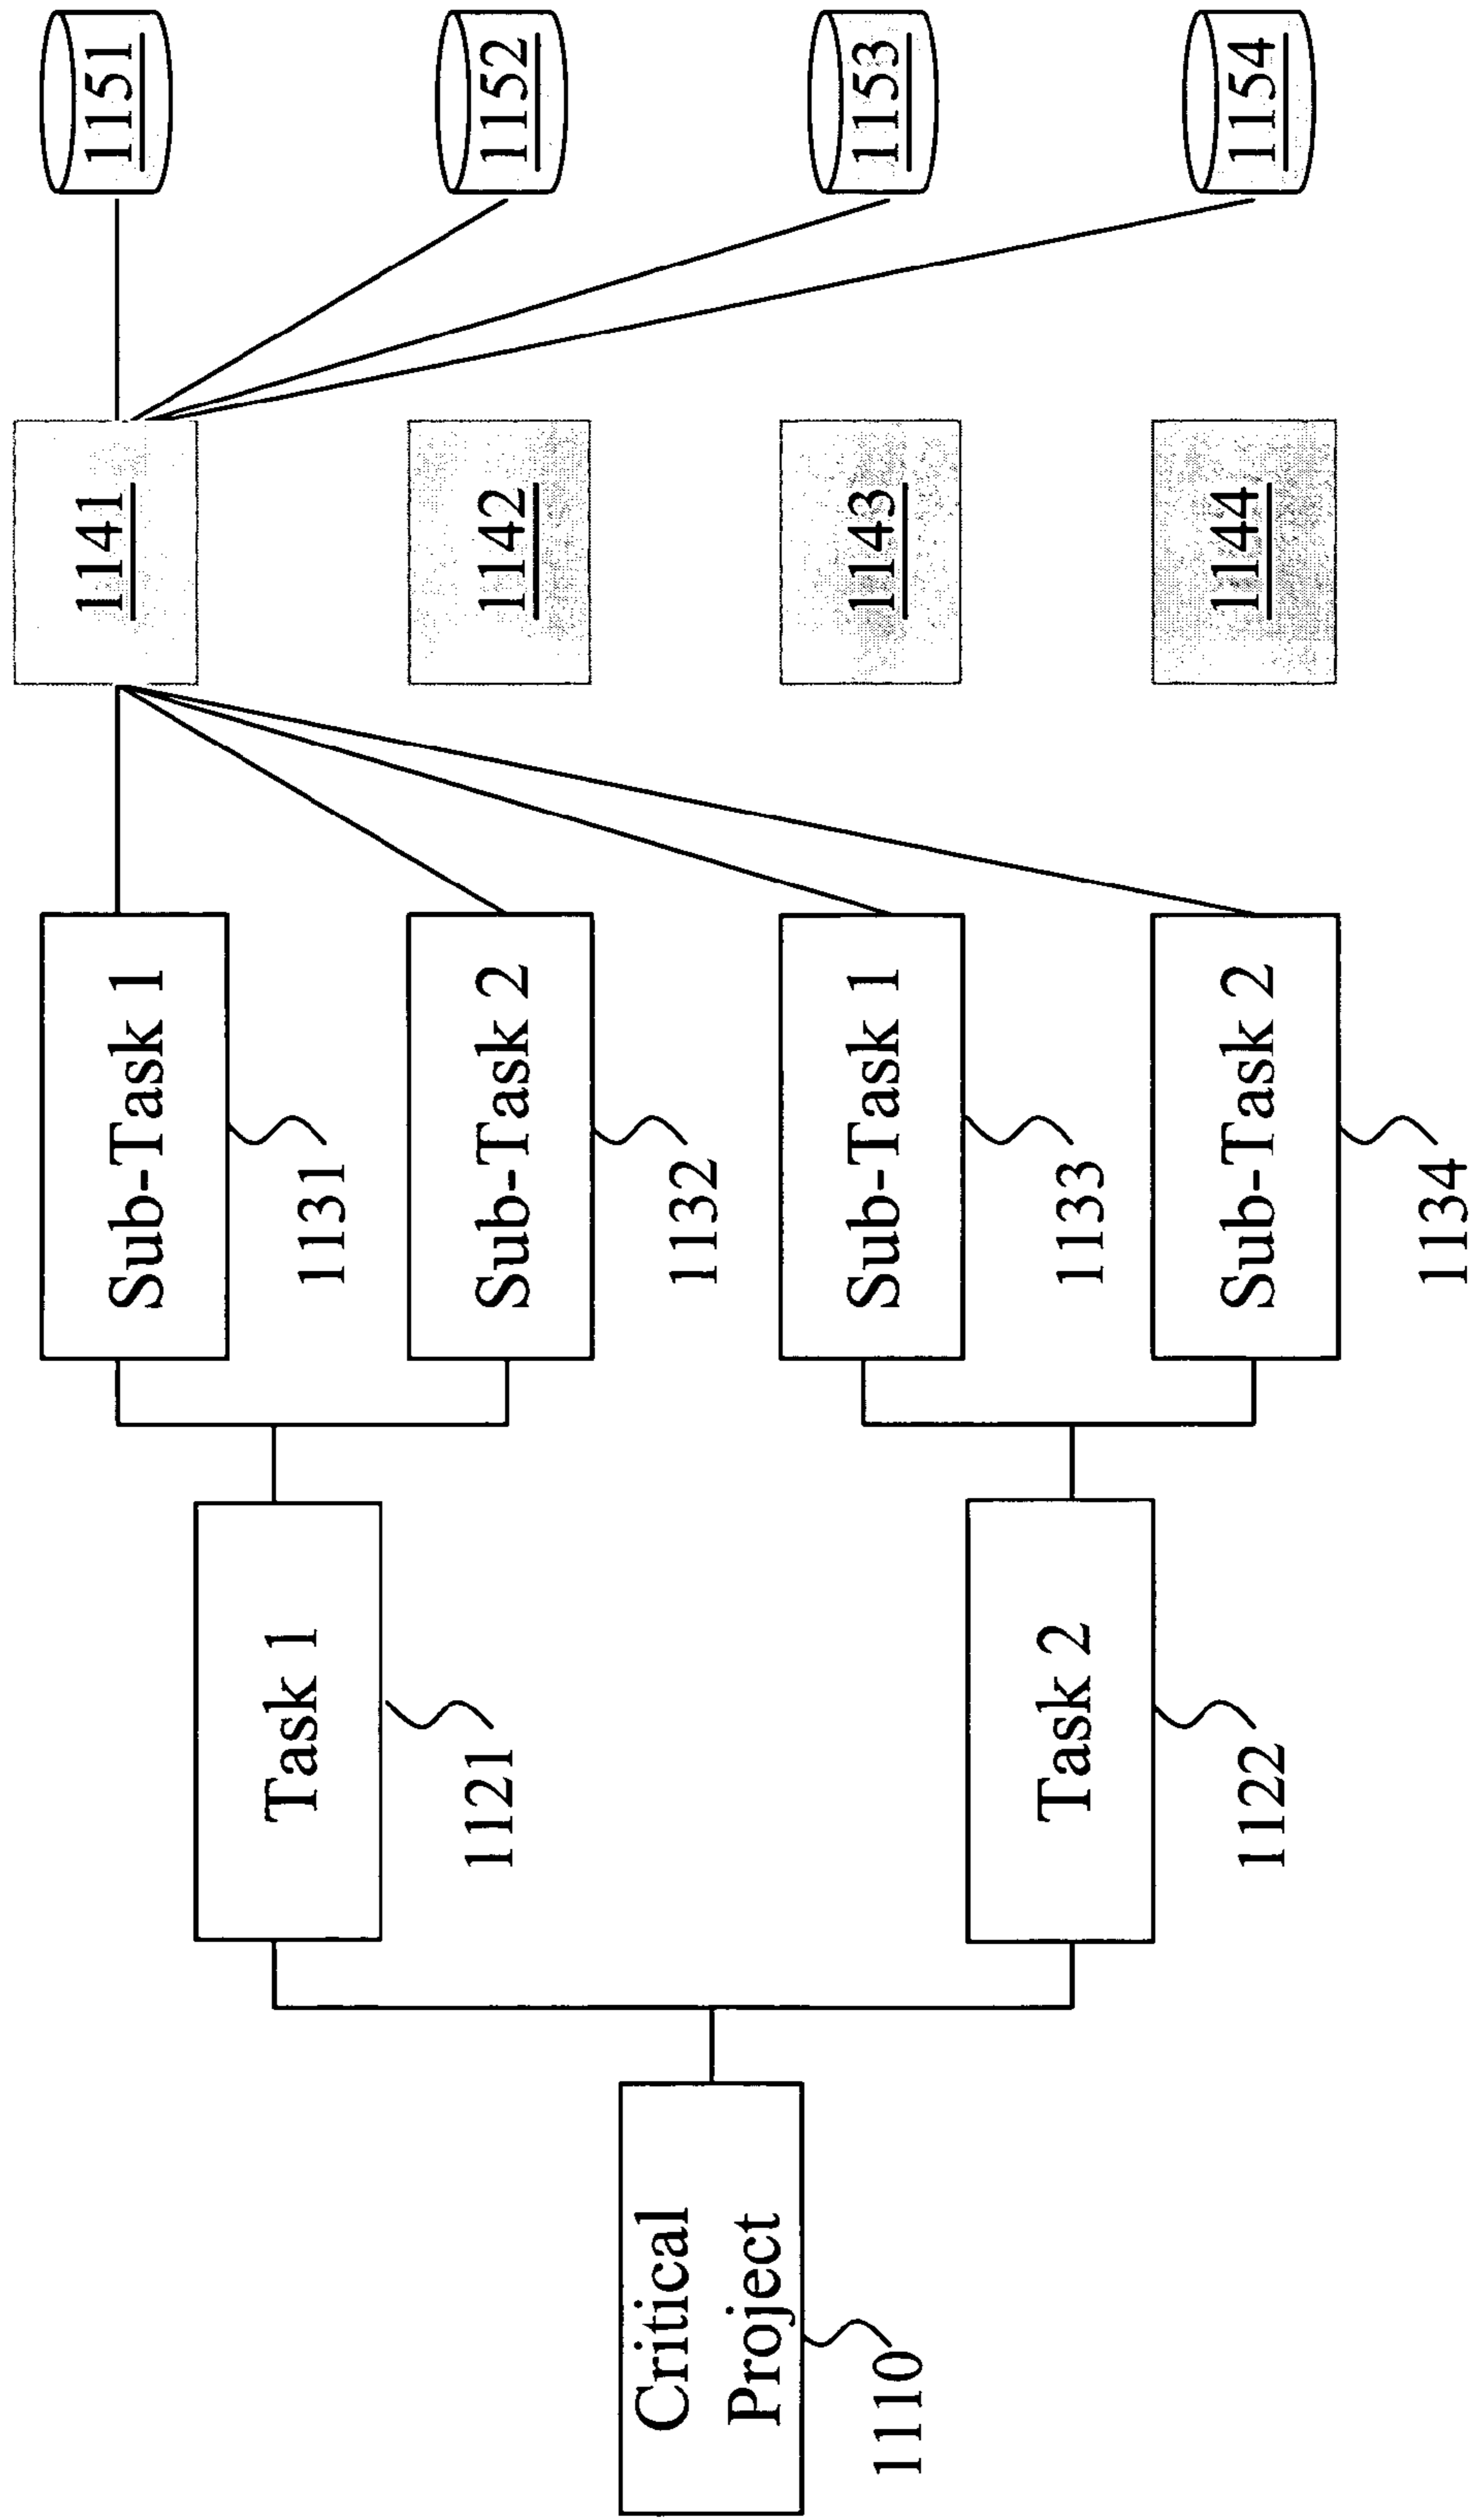 Critical
Project
1110
Task 1
1121
Task 2
1122
Sub-Task 1
1131
Sub-Task 2
1132
Sub-Task 1
1133
Sub-Task 2
1134
1141
1142
1143
1144
1151
1152
1153
1154